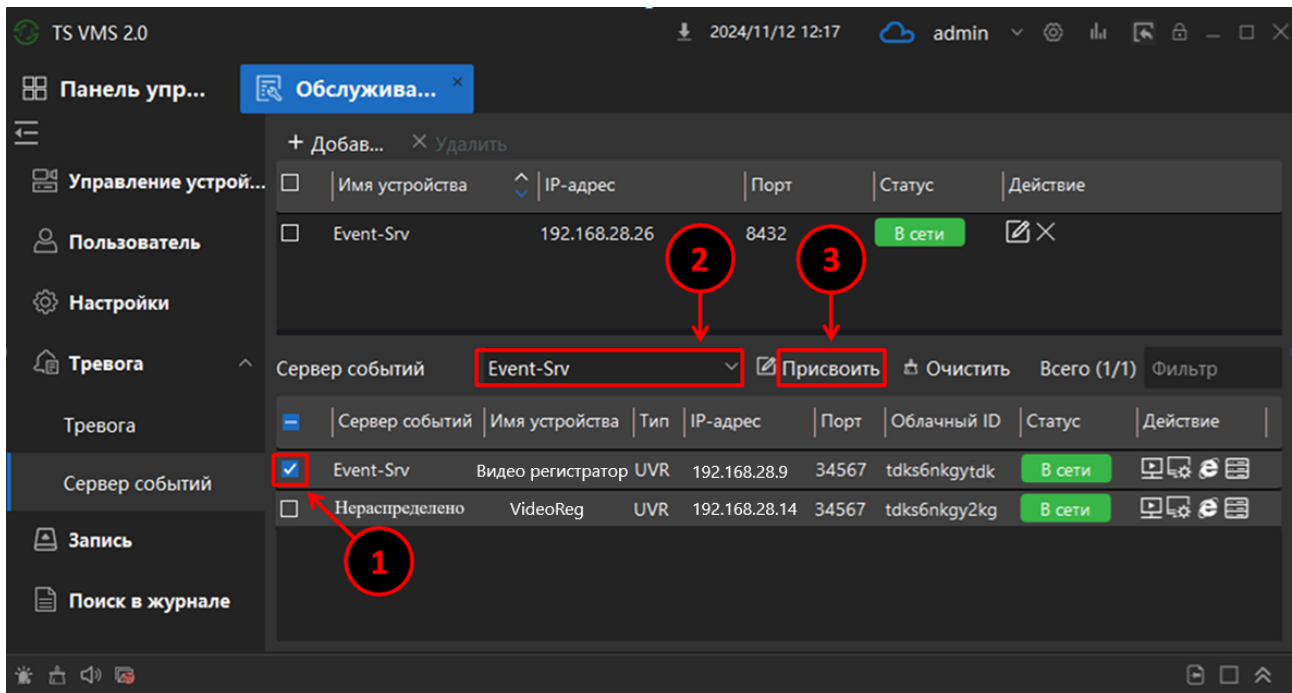 TS VMS 2.0 2024/11/12 12:17 admin
Панель упр... Обслужива...
+ Добав... × Удалить
Управление устрой... Имя устройства IP-адрес Порт Статус Действие
Event-Srv 192.168.28.26 8432 В сети
Пользователь
2 3
Настройки
Тревога
Сервер событий Event-Srv Присвоить Очистить Всего (1/1) Фильтр
Тревога
Сервер событий Имя устройства Тип IP-адрес Порт Облачный ID Статус Действие
Event-Srv Видео регистратор UVR 192.168.28.9 34567 tdks6nkgytdk В сети
Сервер событий
Нераспределено VideoReg UVR 192.168.28.14 34567 tdks6nkgy2kg В сети
Запись
1
Поиск в журнале